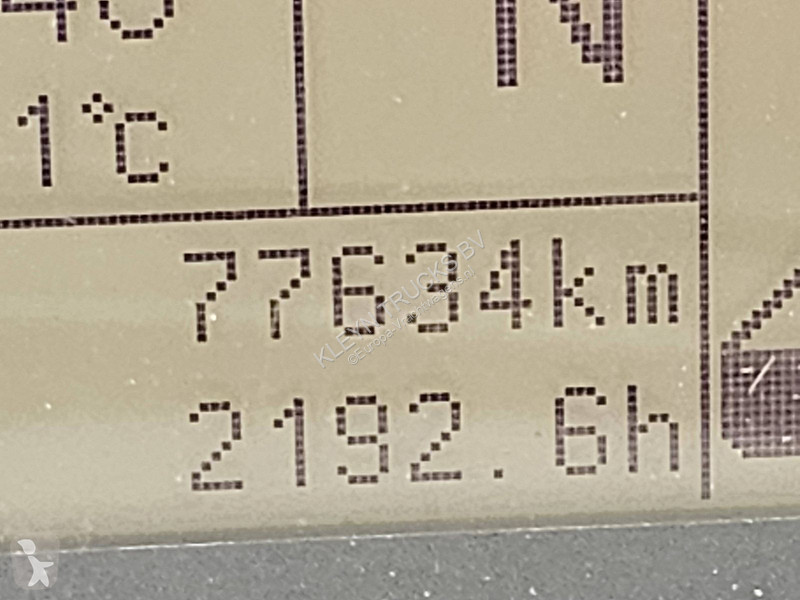 N
1°C
77634km
2192.6h
KLEYN TRUCKS BV